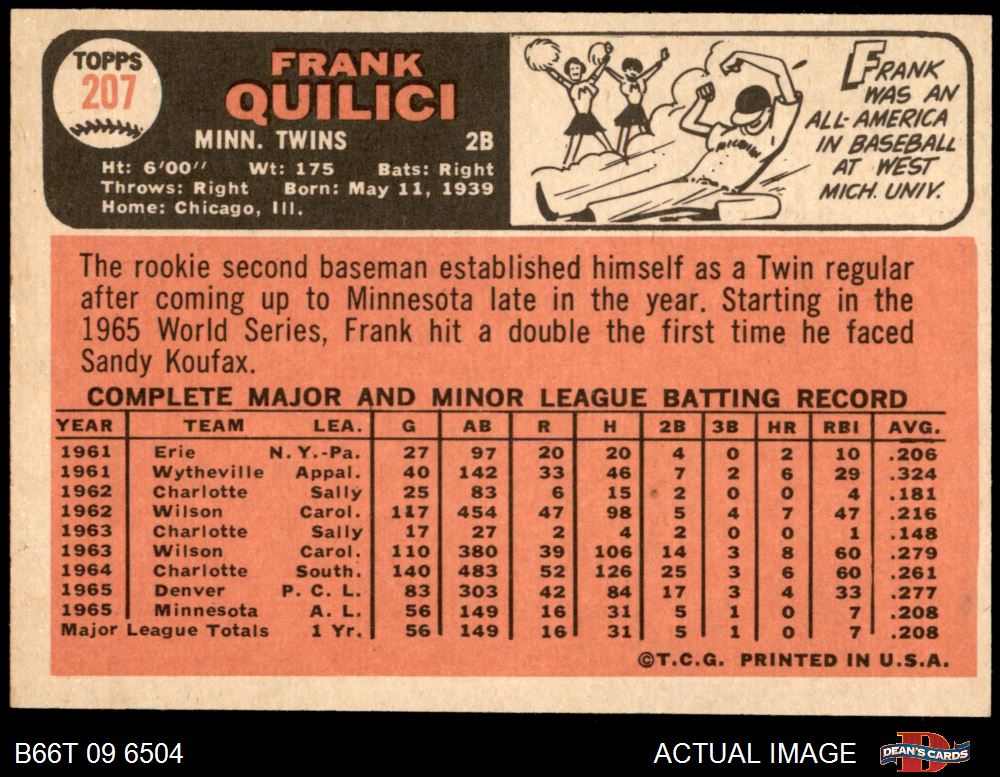 TOPPS
207
FRANK
QUILICI
MINN. TWINS 2B
Ht: 6'00" Wt: 175 Bats: Right
Throws: Right Born: May 11, 1939
Home: Chicago, Ill.
FRANK
WAS AN
ALL-AMERICA
IN BASEBALL
AT WEST
MICH. UNIV.
The rookie second baseman established himself as a Twin regular
after coming up to Minnesota late in the year. Starting in the
1965 World Series, Frank hit a double the first time he faced
Sandy Koufax.
COMPLETE MAJOR AND MINOR LEAGUE BATTING RECORD
YEAR TEAM LEA. G AB R H 2B 3B HR RBI AVG.
1961 Erie N.Y.-Pa. 27 97 20 20 4 0 2 10 .206
1961 Wytheville Appal. 40 142 33 46 7 2 6 29 .324
1962 Charlotte Sally 25 83 6 15 2 0 0 4 .181
1962 Wilson Carol. 117 454 47 98 5 4 7 47 .216
1963 Charlotte Sally 17 27 2 4 2 0 0 1 .148
1963 Wilson Carol. 110 380 39 106 14 3 8 60 .279
1964 Charlotte South. 140 483 52 126 25 3 6 60 .261
1965 Denver P.C.L. 83 303 42 84 17 3 4 33 .277
1965 Minnesota A.L. 56 149 16 31 5 1 0 7 .208
Major League Totals 1 Yr. 56 149 16 31 5 1 0 7 .208
©T.C.G. PRINTED IN U.S.A.
B66T 09 6504 ACTUAL IMAGE DEAN'S CARDS